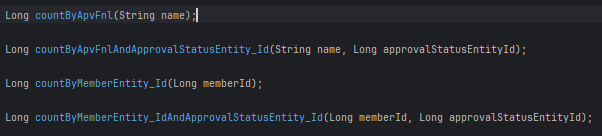 Long countByApvFnl(String name);
Long countByApvFnlAndApprovalStatusEntity_Id(String name, Long approvalStatusEntityId);
Long countByMemberEntity_Id(Long memberId);
Long countByMemberEntity_IdAndApprovalStatusEntity_Id(Long memberId, Long approvalStatusEntityId);